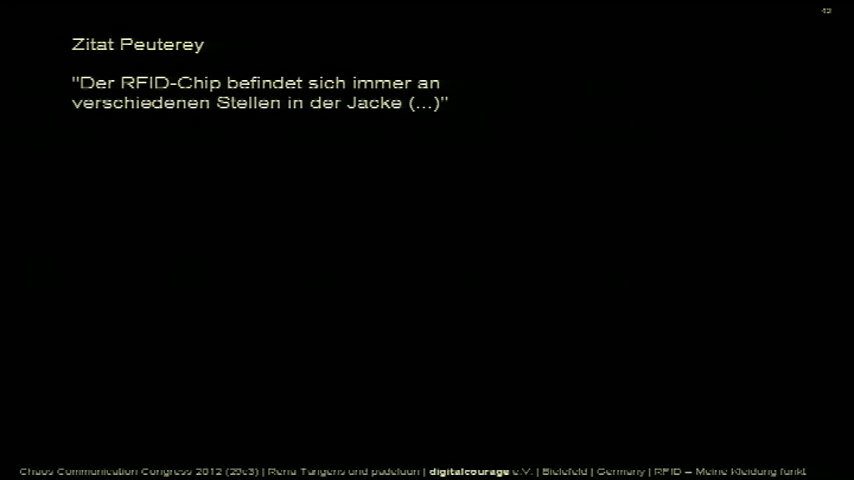 42
Zitat Peuterey
"Der RFID-Chip befindet sich immer an
verschiedenen Stellen in der Jacke (...)"
Chaos Communication Congress 2012 (29c3) | Rena Tangens und padeluun | digitalcourage e.V. | Bielefeld | Germany | RFID – Meine Kleidung funkt